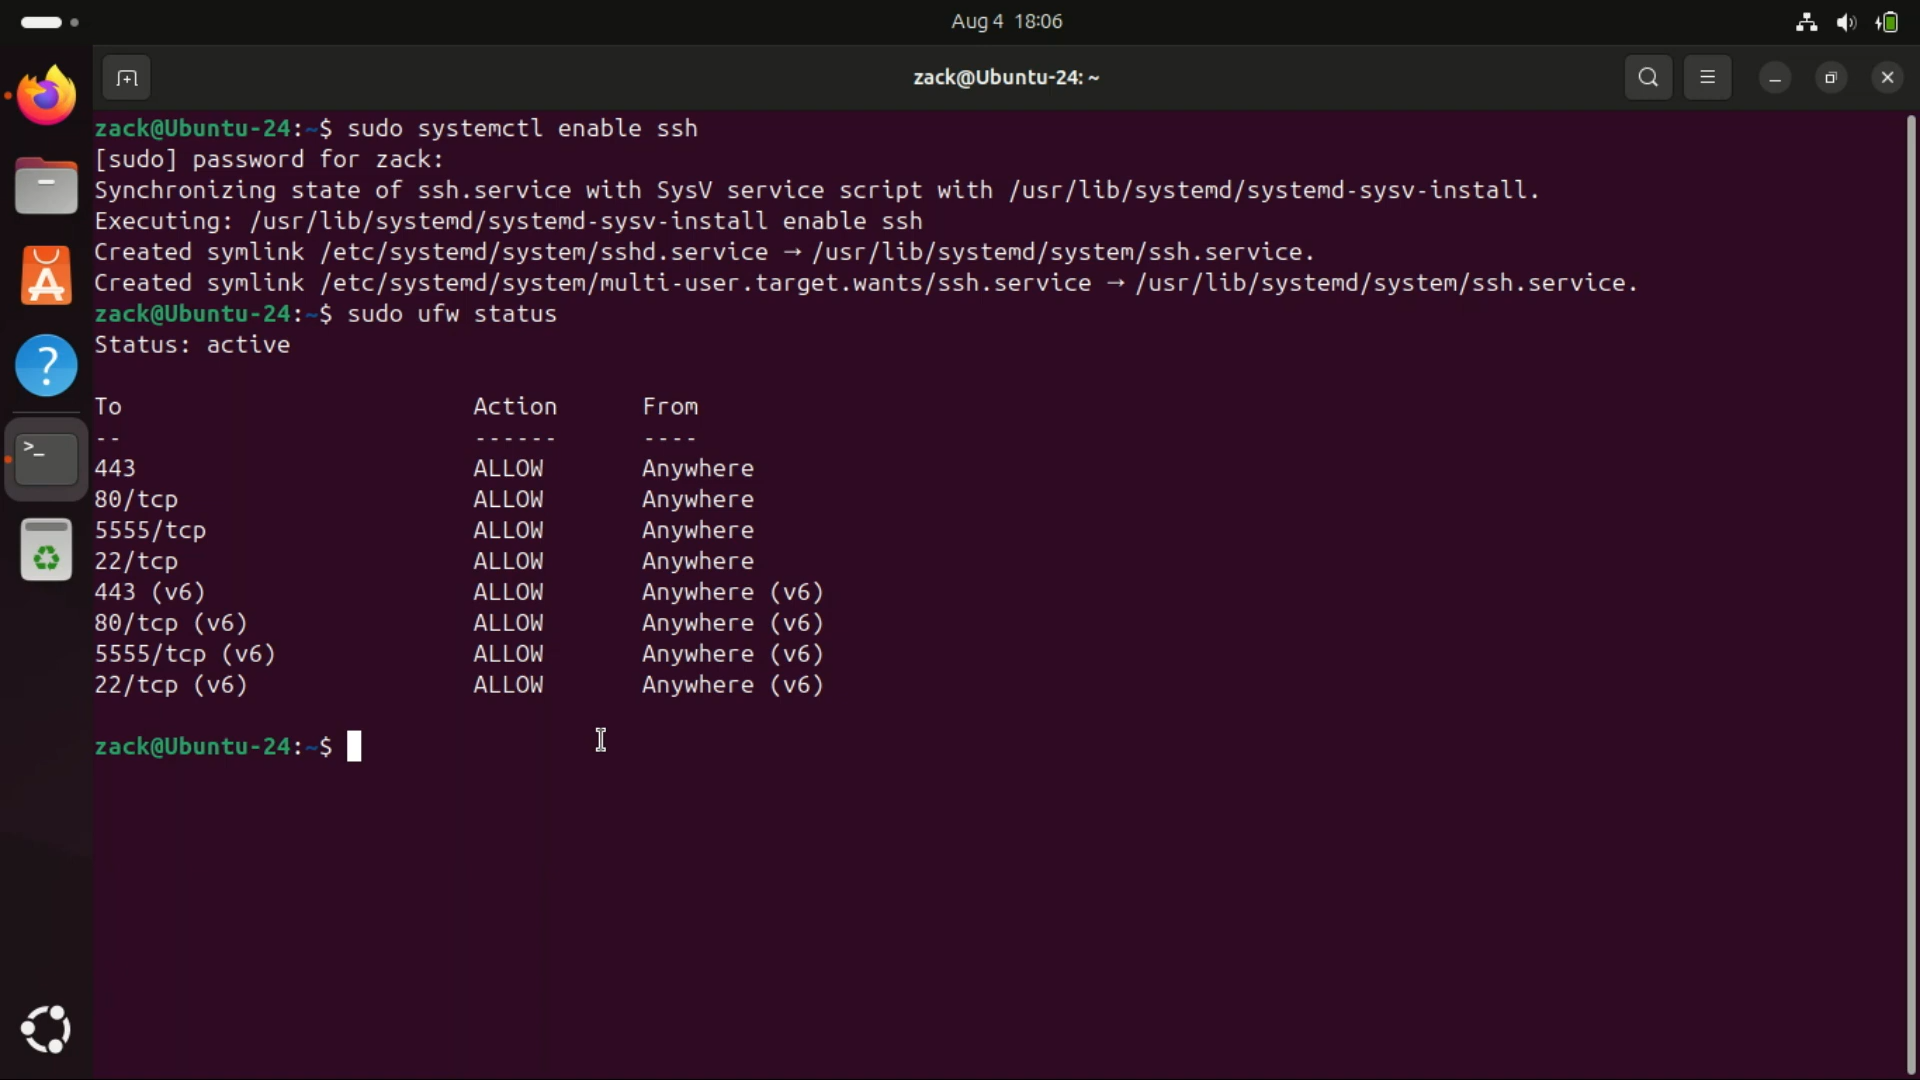 Aug 4 18:06
zack@Ubuntu-24: ~
zack@Ubuntu-24:~$ sudo systemctl enable ssh
[sudo] password for zack:
Synchronizing state of ssh.service with SysV service script with /usr/lib/systemd/systemd-sysv-install.
Executing: /usr/lib/systemd/systemd-sysv-install enable ssh
Created symlink /etc/systemd/system/sshd.service → /usr/lib/systemd/system/ssh.service.
Created symlink /etc/systemd/system/multi-user.target.wants/ssh.service → /usr/lib/systemd/system/ssh.service.
zack@Ubuntu-24:~$ sudo ufw status
Status: active
To                         Action      From
--                         ------      ----
443                        ALLOW       Anywhere
80/tcp                     ALLOW       Anywhere
5555/tcp                   ALLOW       Anywhere
22/tcp                     ALLOW       Anywhere
443 (v6)                   ALLOW       Anywhere (v6)
80/tcp (v6)                ALLOW       Anywhere (v6)
5555/tcp (v6)              ALLOW       Anywhere (v6)
22/tcp (v6)                ALLOW       Anywhere (v6)
zack@Ubuntu-24:~$